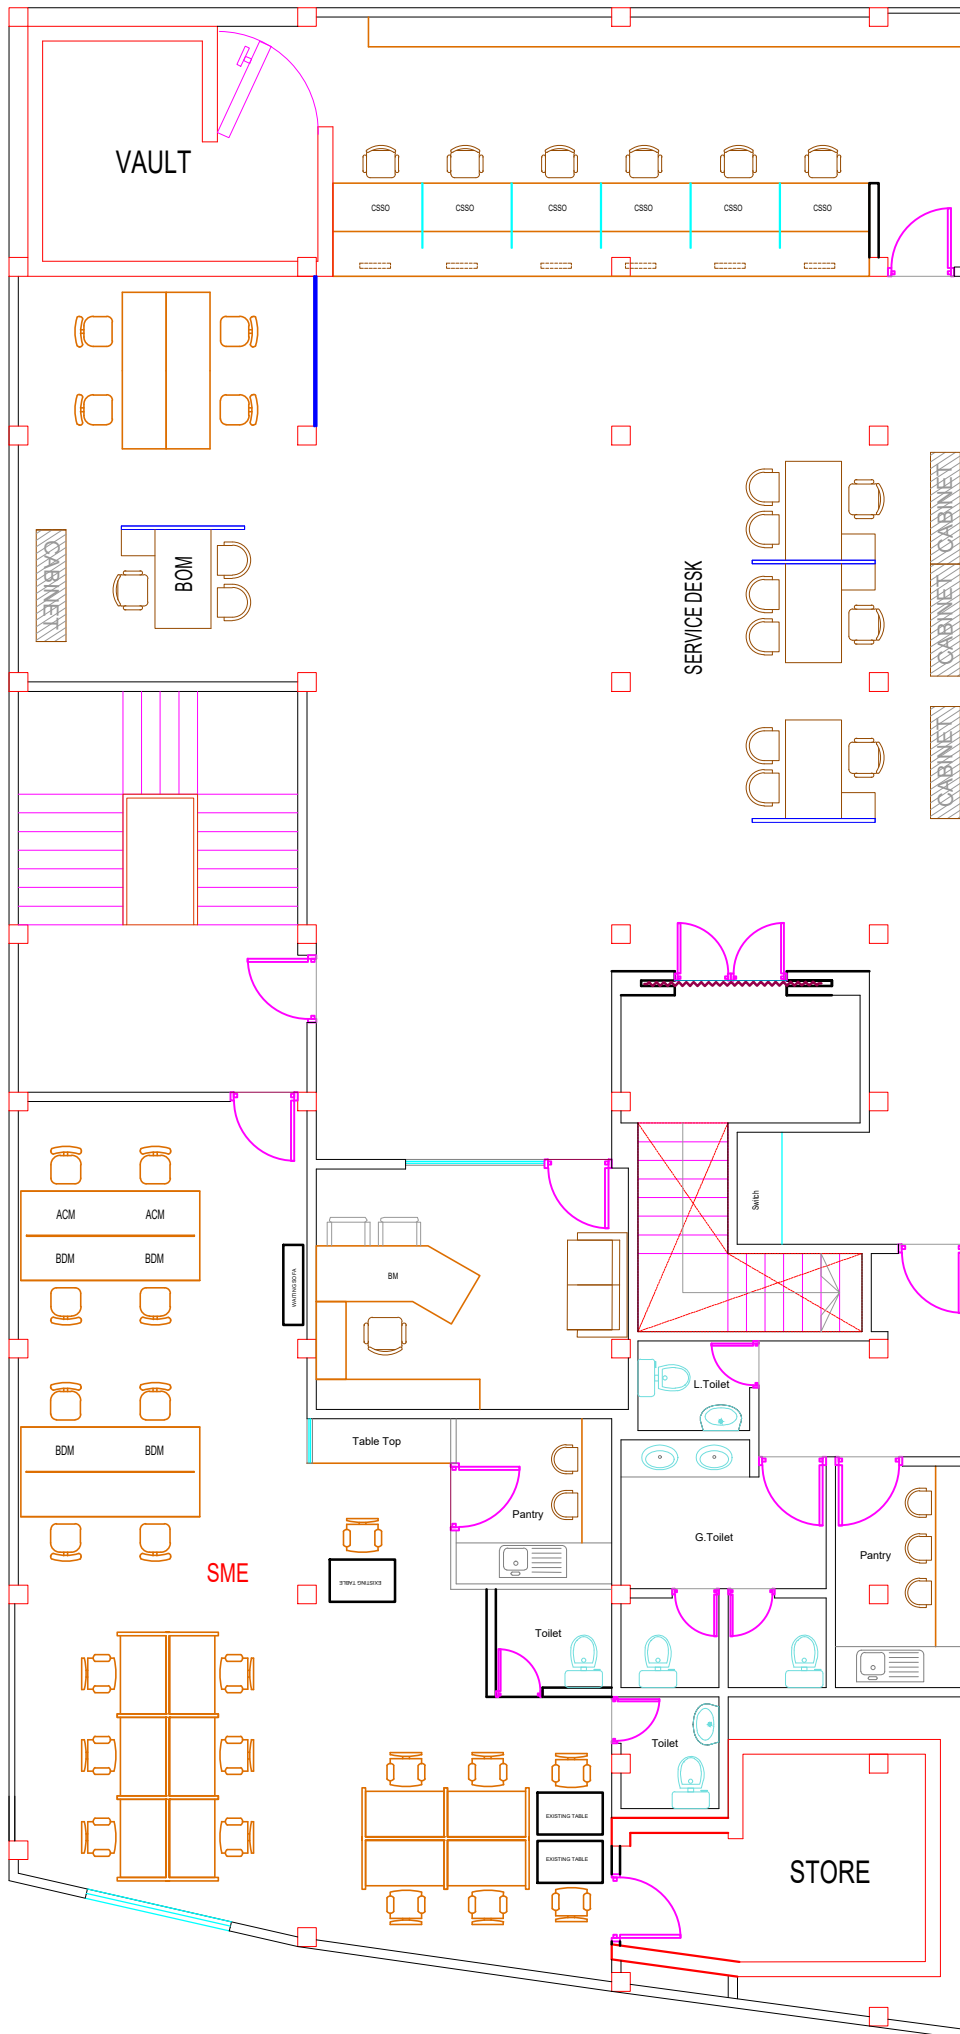 VAULT
CSSO
CSSO
CSSO
CSSO
CSSO
CSSO
CABINET
BOM
SERVICE DESK
CABINET
CABINET
CABINET
Switch
ACM
ACM
BDM
BDM
WAITING SOFA
BM
L.Toilet
BDM
BDM
Table Top
Pantry
G.Toilet
Pantry
SME
EXISTING TABLE
Toilet
Toilet
EXISTING TABLE
EXISTING TABLE
STORE